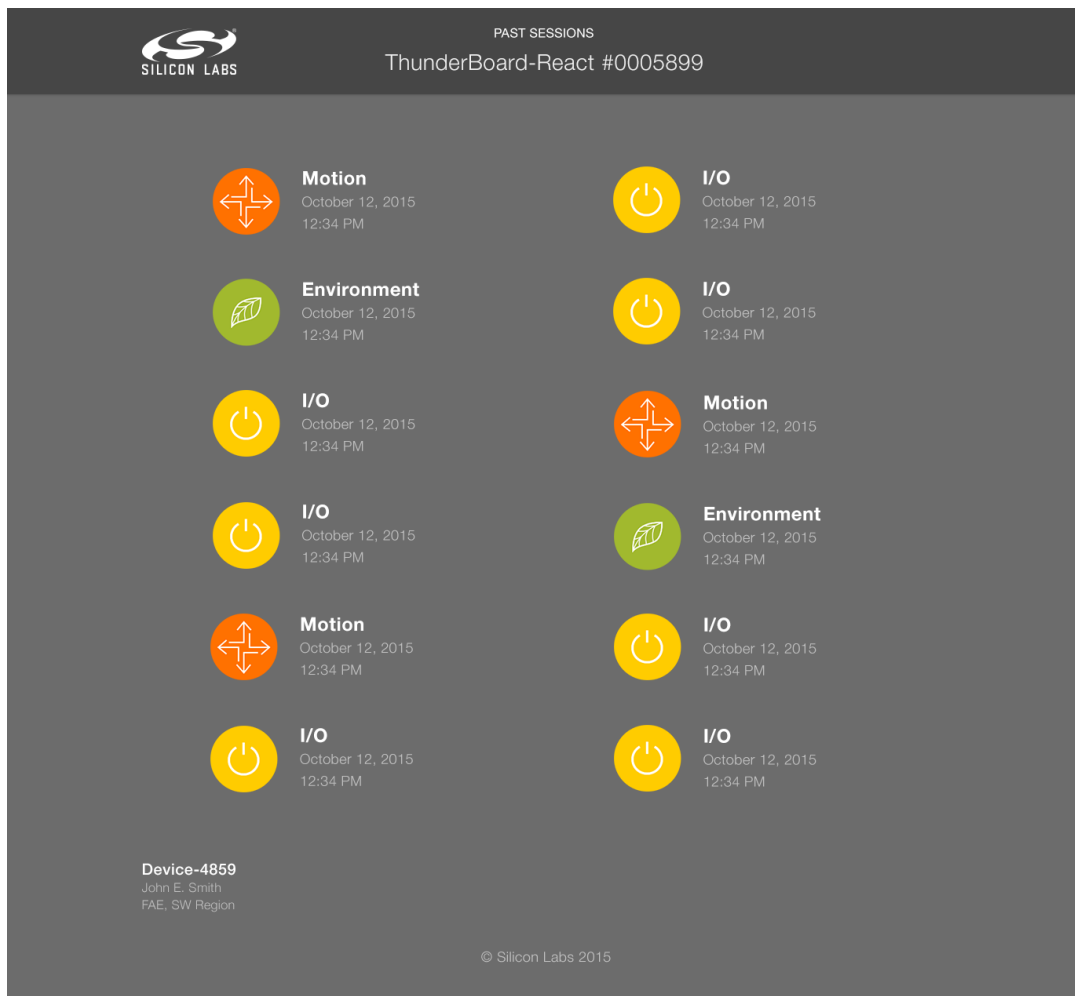 SILICON LABS
PAST SESSIONS
ThunderBoard-React #0005899
Motion
October 12, 2015
12:34 PM
Environment
October 12, 2015
12:34 PM
I/O
October 12, 2015
12:34 PM
I/O
October 12, 2015
12:34 PM
Motion
October 12, 2015
12:34 PM
I/O
October 12, 2015
12:34 PM
I/O
October 12, 2015
12:34 PM
I/O
October 12, 2015
12:34 PM
Motion
October 12, 2015
12:34 PM
Environment
October 12, 2015
12:34 PM
I/O
October 12, 2015
12:34 PM
I/O
October 12, 2015
12:34 PM
Device-4859
John E. Smith
FAE, SW Region
© Silicon Labs 2015